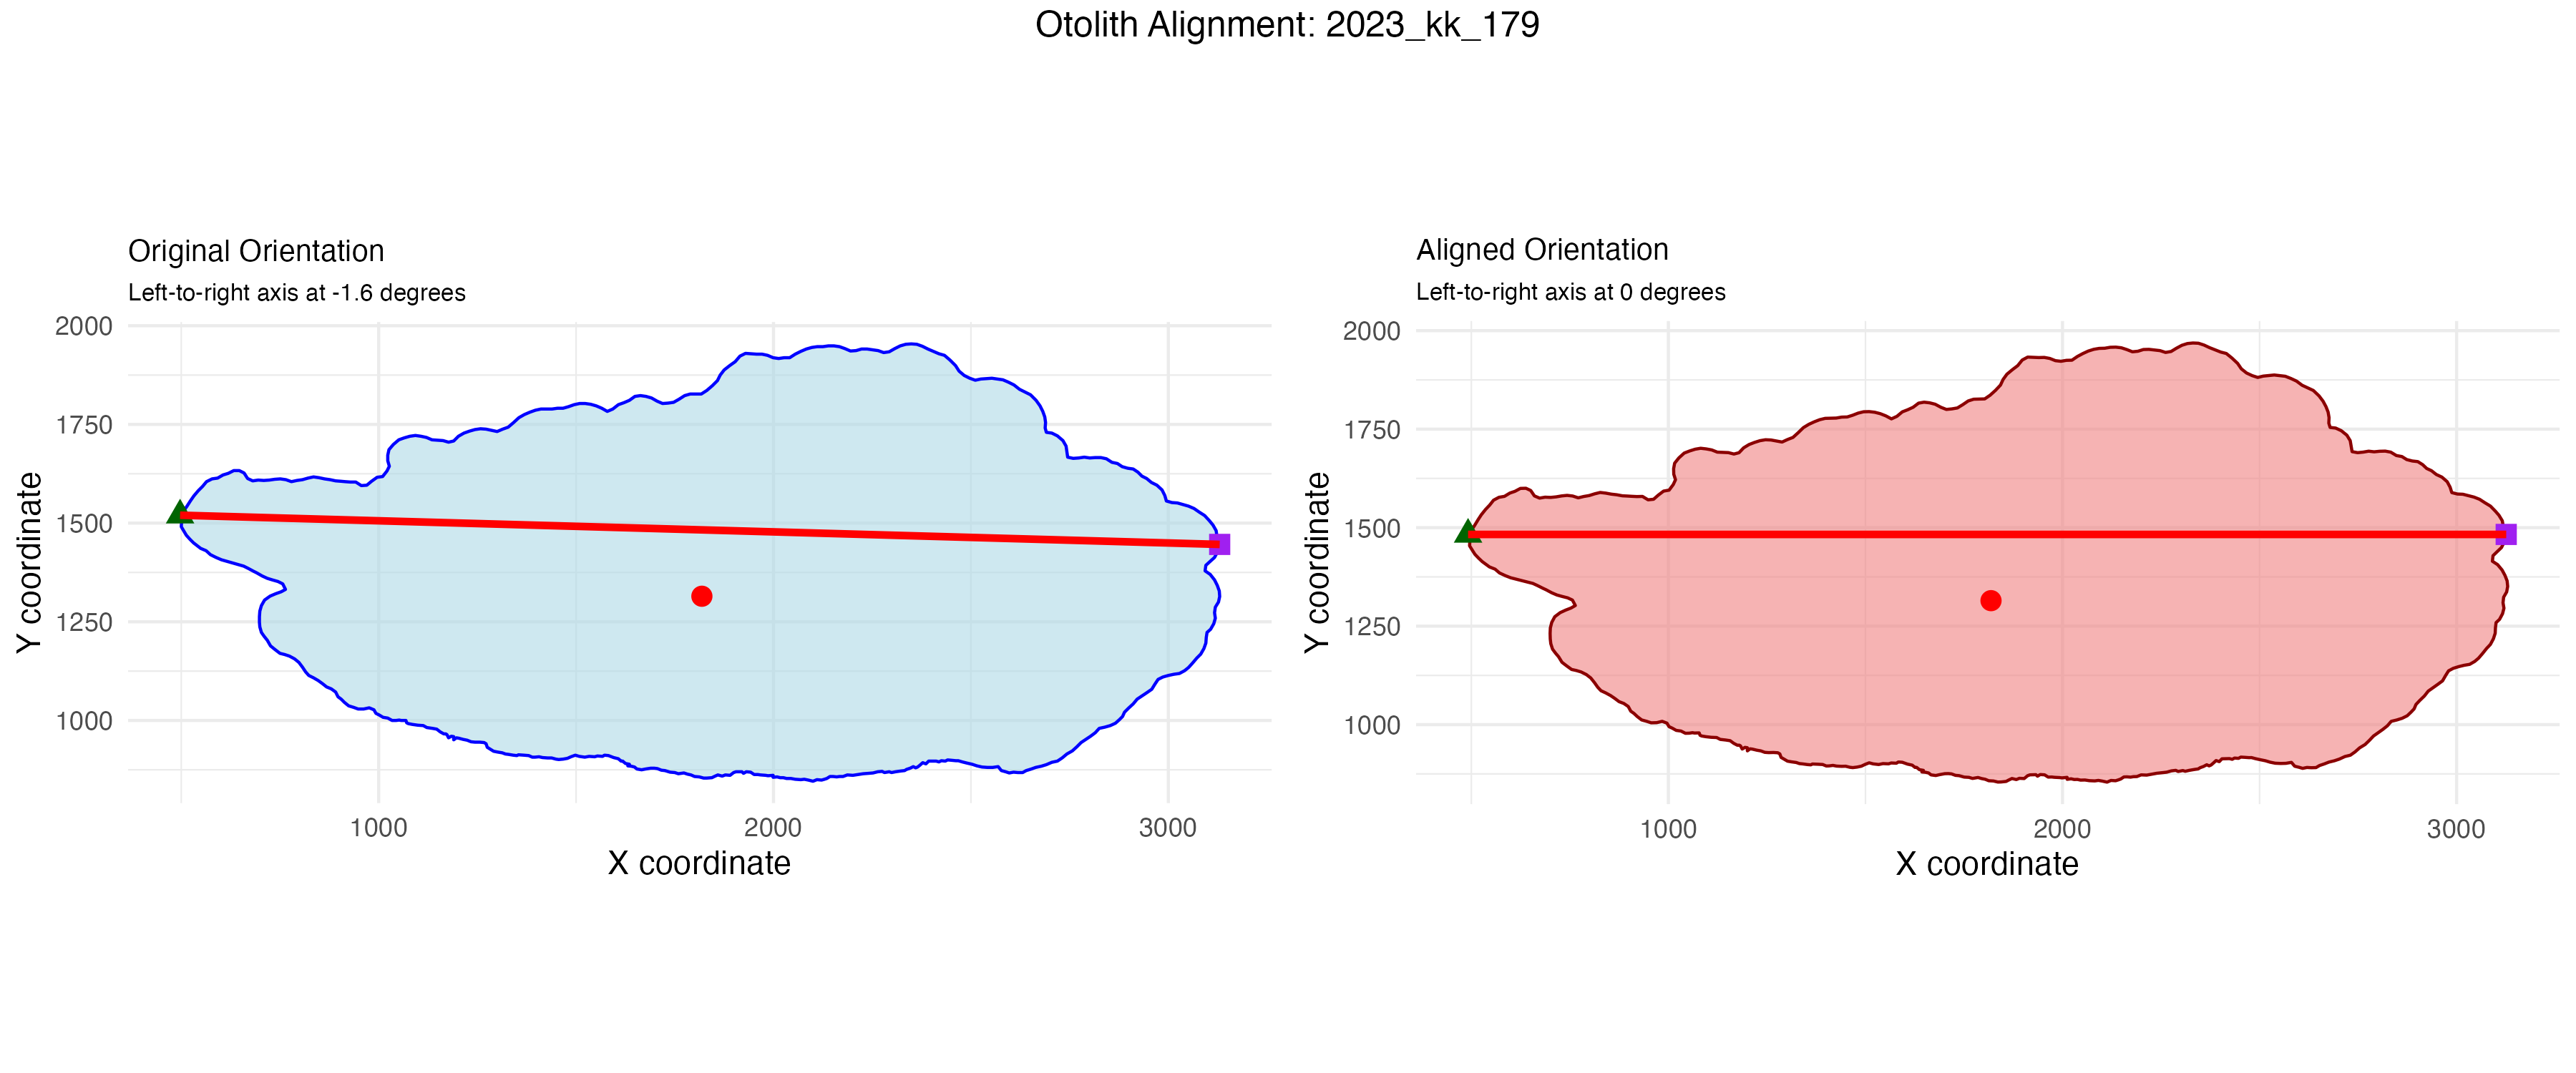 Otolith Alignment: 2023_kk_179
Original Orientation
Left-to-right axis at -1.6 degrees
2000
1750
1500
1250
1000
Y coordinate
1000
2000
3000
X coordinate
Aligned Orientation
Left-to-right axis at 0 degrees
2000
1750
1500
1250
1000
Y coordinate
1000
2000
3000
X coordinate